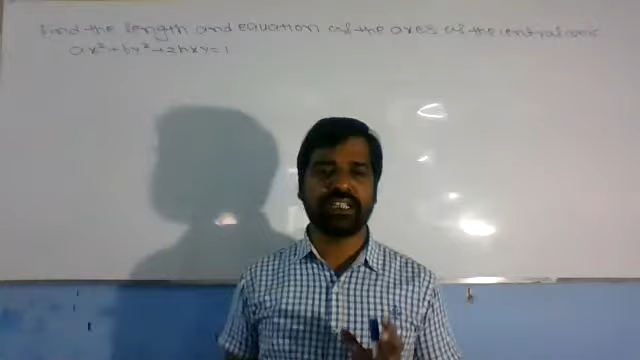 Find the length and equation of the axes of the central conic
ax²+by²+2hxy=1